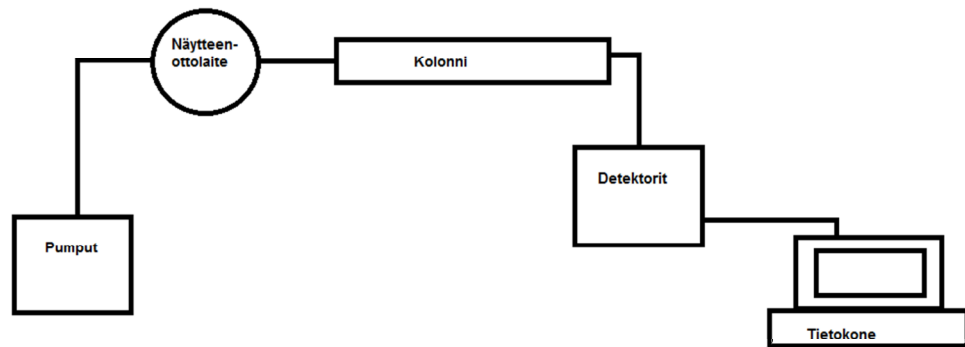 Näytteen-
ottolaite
Kolonni
Detektorit
Pumput
Tietokone